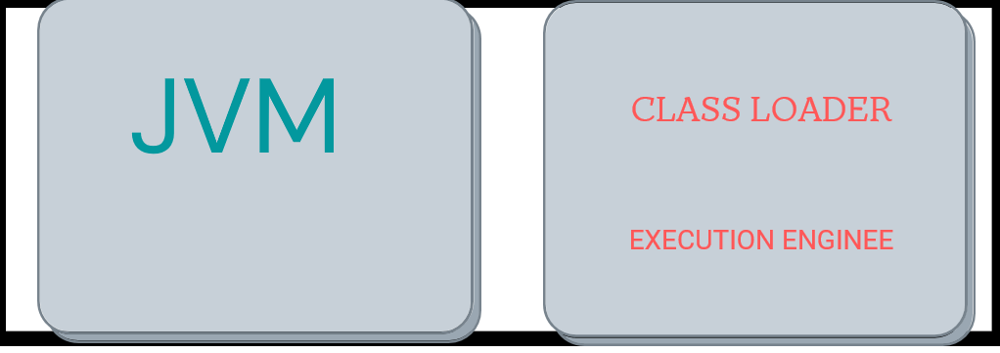 JVM
CLASS LOADER
EXECUTION ENGINEE